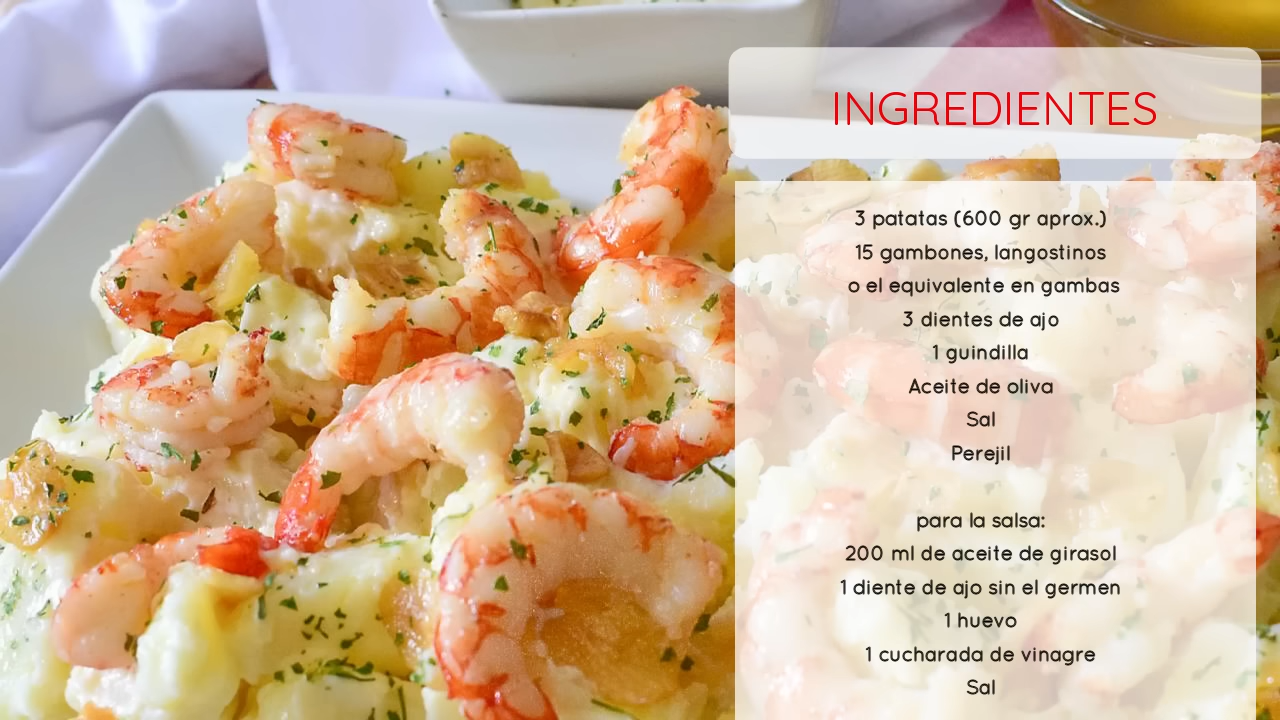 INGREDIENTES
3 patatas (600 gr aprox.)
15 gambones, langostinos
o el equivalente en gambas
3 dientes de ajo
1 guindilla
Aceite de oliva
Sal
Perejil
para la salsa:
200 ml de aceite de girasol
1 diente de ajo sin el germen
1 huevo
1 cucharada de vinagre
Sal